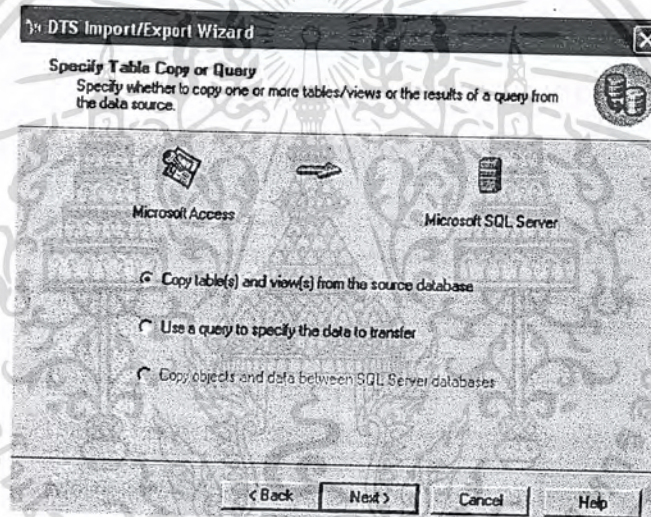 DTS Import/Export Wizard
Specify Table Copy or Query
Specify whether to copy one or more tables/views or the results of a query from
the data source.
Microsoft Access
Microsoft SQL Server
Copy table(s) and view(s) from the source database
Use a query to specify the data to transfer
Copy objects and data between SQL Server databases
< Back
Next >
Cancel
Help